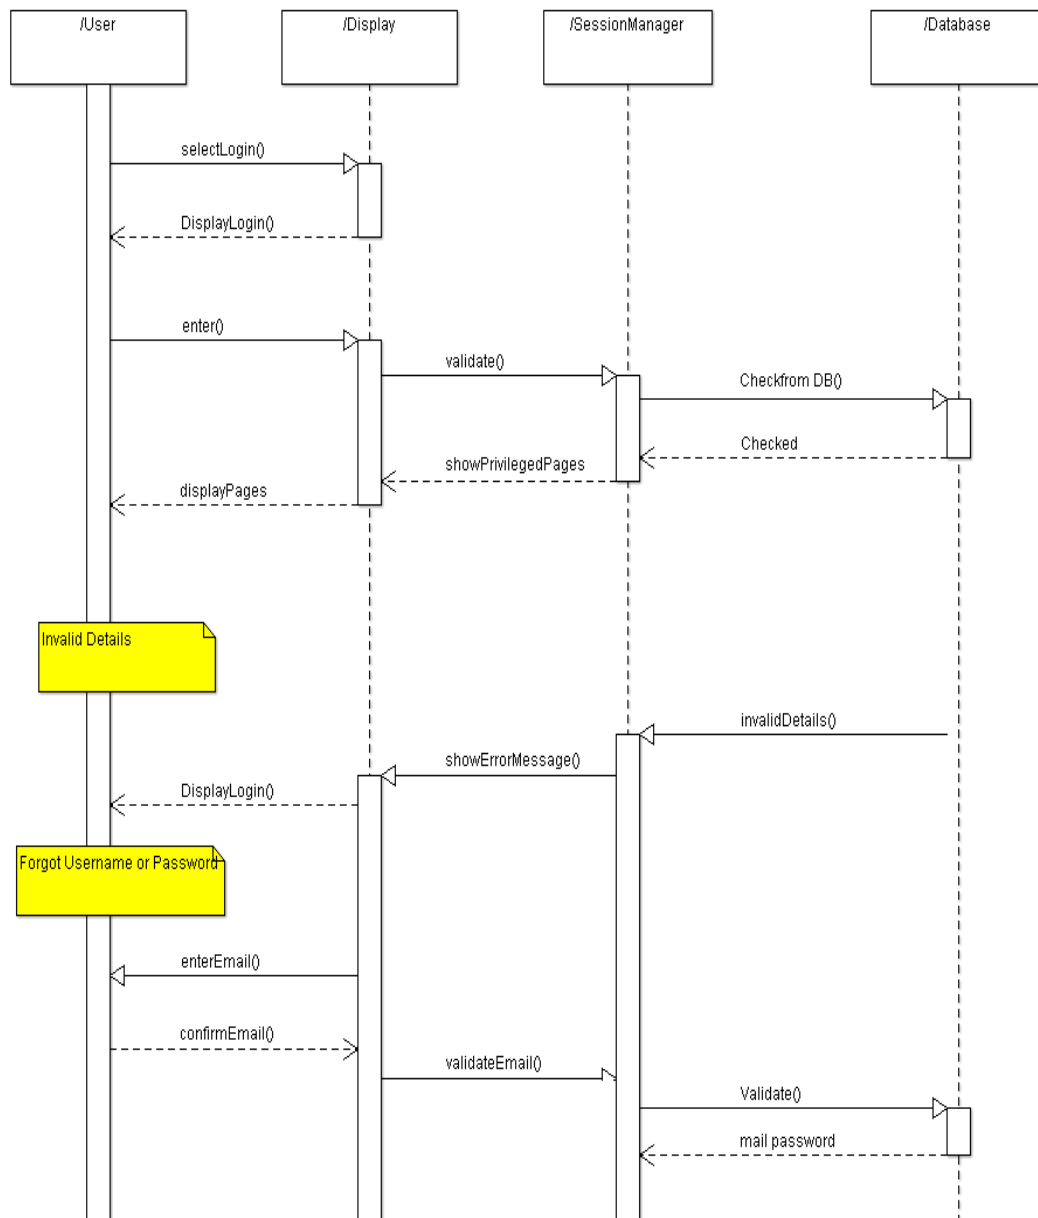 /User
/Display
/SessionManager
/Database
selectLogin()
DisplayLogin()
enter()
validate()
Checkfrom DB()
Checked
showPrivilegedPages
displayPages
Invalid Details
invalidDetails()
showErrorMessage()
DisplayLogin()
Forgot Username or Password
enterEmail()
confirmEmail()
validateEmail()
Validate()
mail password